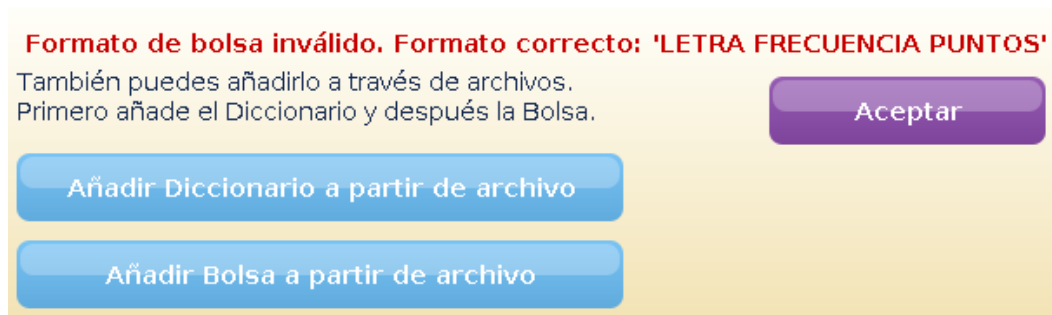 Formato de bolsa inválido. Formato correcto: 'LETRA FRECUENCIA PUNTOS'
También puedes añadirlo a través de archivos.
Primero añade el Diccionario y después la Bolsa.
Aceptar
Añadir Diccionario a partir de archivo
Añadir Bolsa a partir de archivo